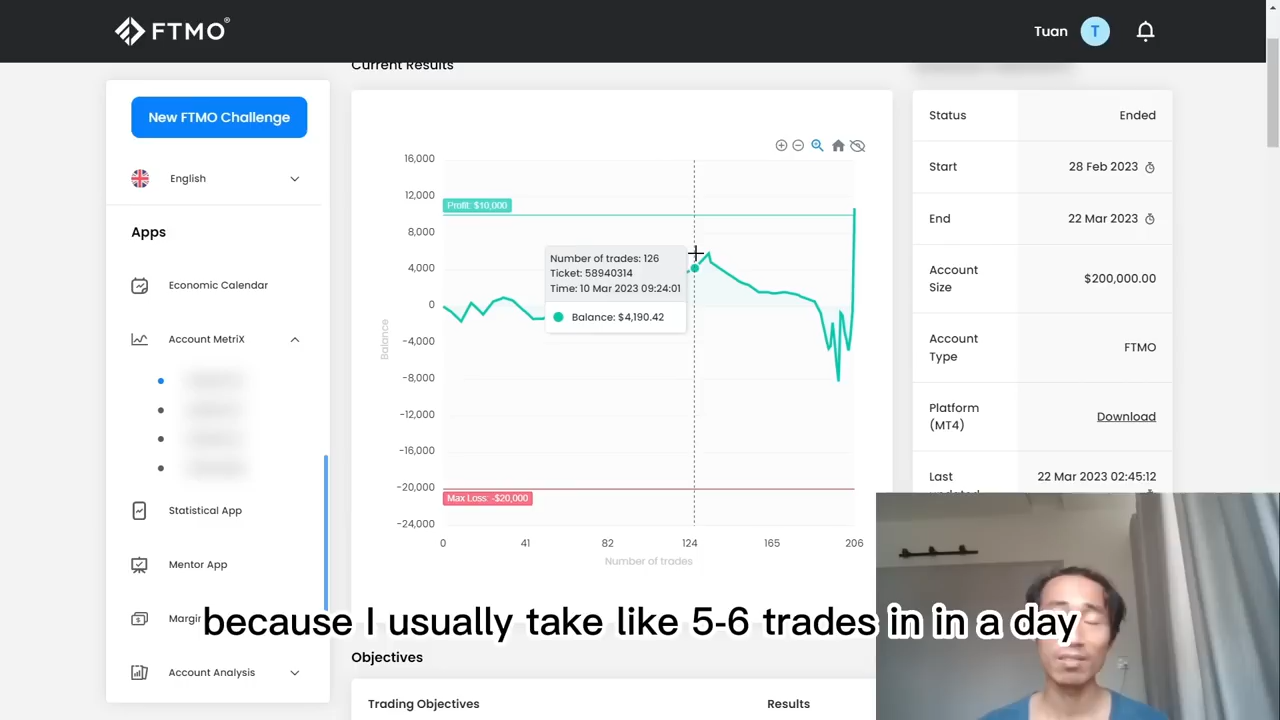 FTMO®
Tuan
T
New FTMO Challenge
English
Apps
Economic Calendar
Account MetriX
Statistical App
Mentor App
Account Analysis
Current Results
16,000
12,000
8,000
4,000
0
-4,000
-8,000
-12,000
-16,000
-20,000
-24,000
Balance
Profit: $10,000
Number of trades: 126
Ticket: 58940314
Time: 10 Mar 2023 09:24:01
Balance: $4,190.42
Max Loss: -$20,000
0
41
82
124
165
206
Number of trades
Status
Ended
Start
28 Feb 2023
End
22 Mar 2023
Account
Size
$200,000.00
Account
Type
FTMO
Platform
(MT4)
Download
Last
22 Mar 2023 02:45:12
because I usually take like 5-6 trades in in a day
Objectives
Trading Objectives
Results